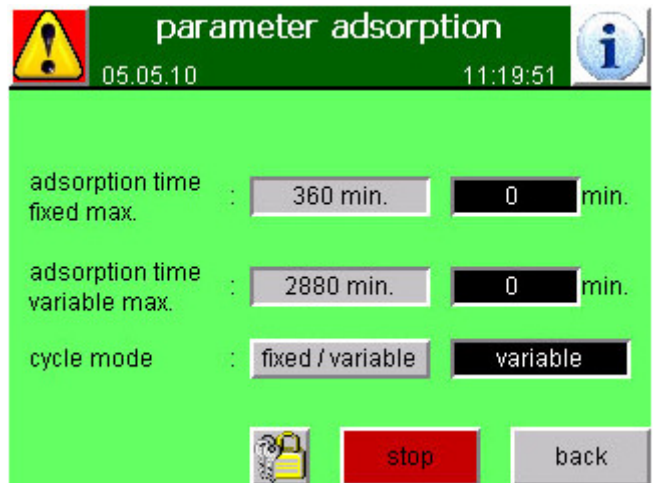 parameter adsorption
05.05.10 11:19:51
adsorption time
fixed max. : 360 min. 0 min.
adsorption time
variable max. : 2880 min. 0 min.
cycle mode : fixed / variable variable
stop back